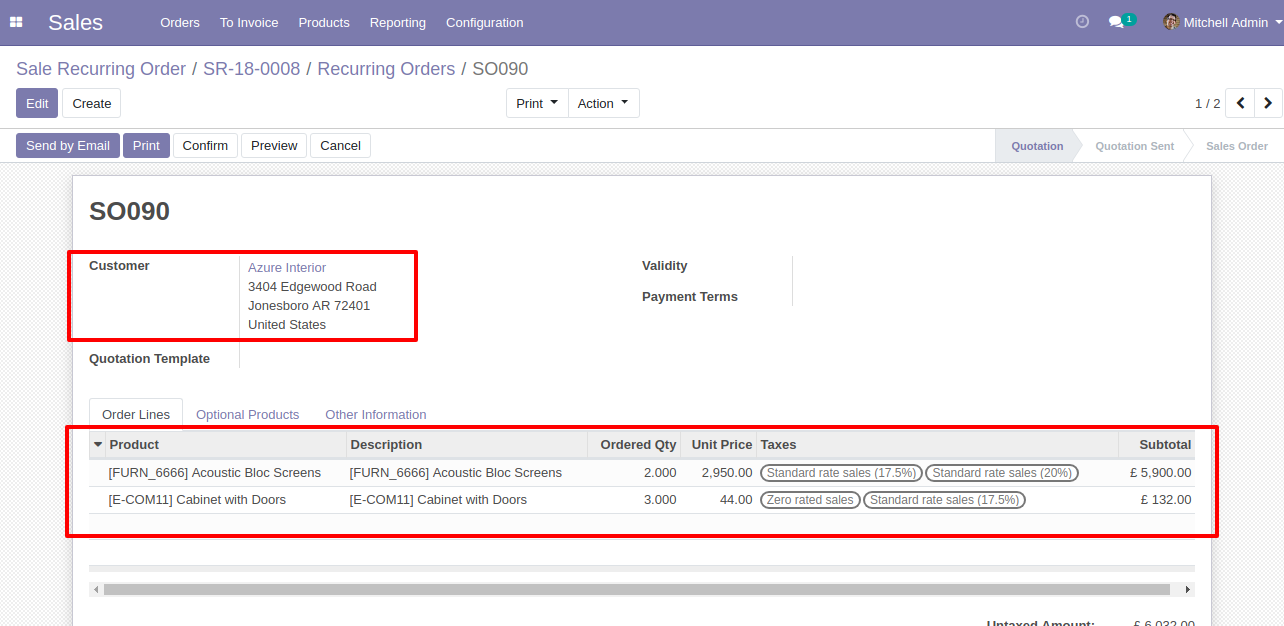 Sales Orders To Invoice Products Reporting Configuration 1 Mitchell Admin
Sale Recurring Order / SR-18-0008 / Recurring Orders / SO090
Edit Create Print Action 1 / 2
Send by Email Print Confirm Preview Cancel Quotation Quotation Sent Sales Order
SO090
Customer Azure Interior Validity
3404 Edgewood Road
Jonesboro AR 72401 Payment Terms
United States
Quotation Template
Order Lines Optional Products Other Information
Product Description Ordered Qty Unit Price Taxes Subtotal
[FURN_6666] Acoustic Bloc Screens [FURN_6666] Acoustic Bloc Screens 2.000 2,950.00 Standard rate sales (17.5%) Standard rate sales (20%) £ 5,900.00
[E-COM11] Cabinet with Doors [E-COM11] Cabinet with Doors 3.000 44.00 Zero rated sales Standard rate sales (17.5%) £ 132.00
Untaxed Amount: £ 6,032.00